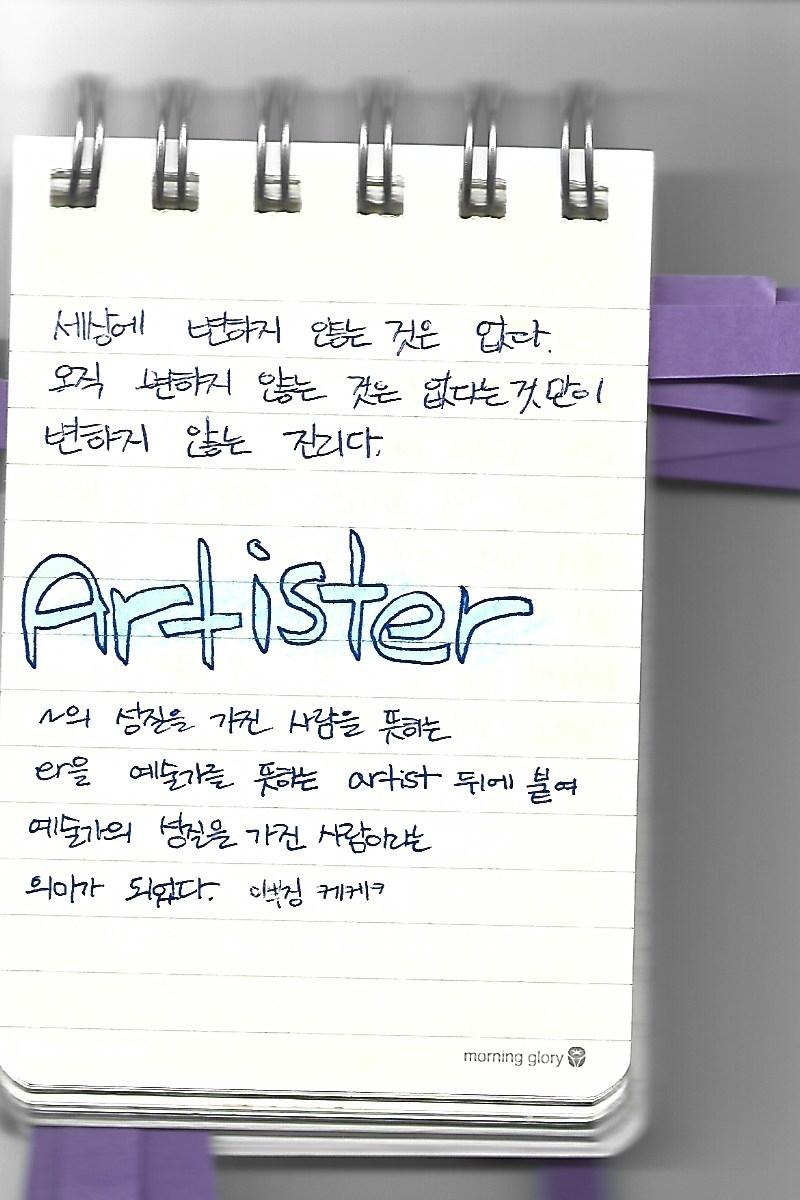 세상에 변하지 않는 것은 없다.
오직 변하지 않는 것은 없다는것만이
변하지 않는 진리다.
Artister
~의 성질을 가진 사람을 뜻하는
er을 예술가를 뜻하는 artist 뒤에 붙여
예술가의 성질을 가진 사람이라는
의미가 되었다. 케케ㅋ
morning glory